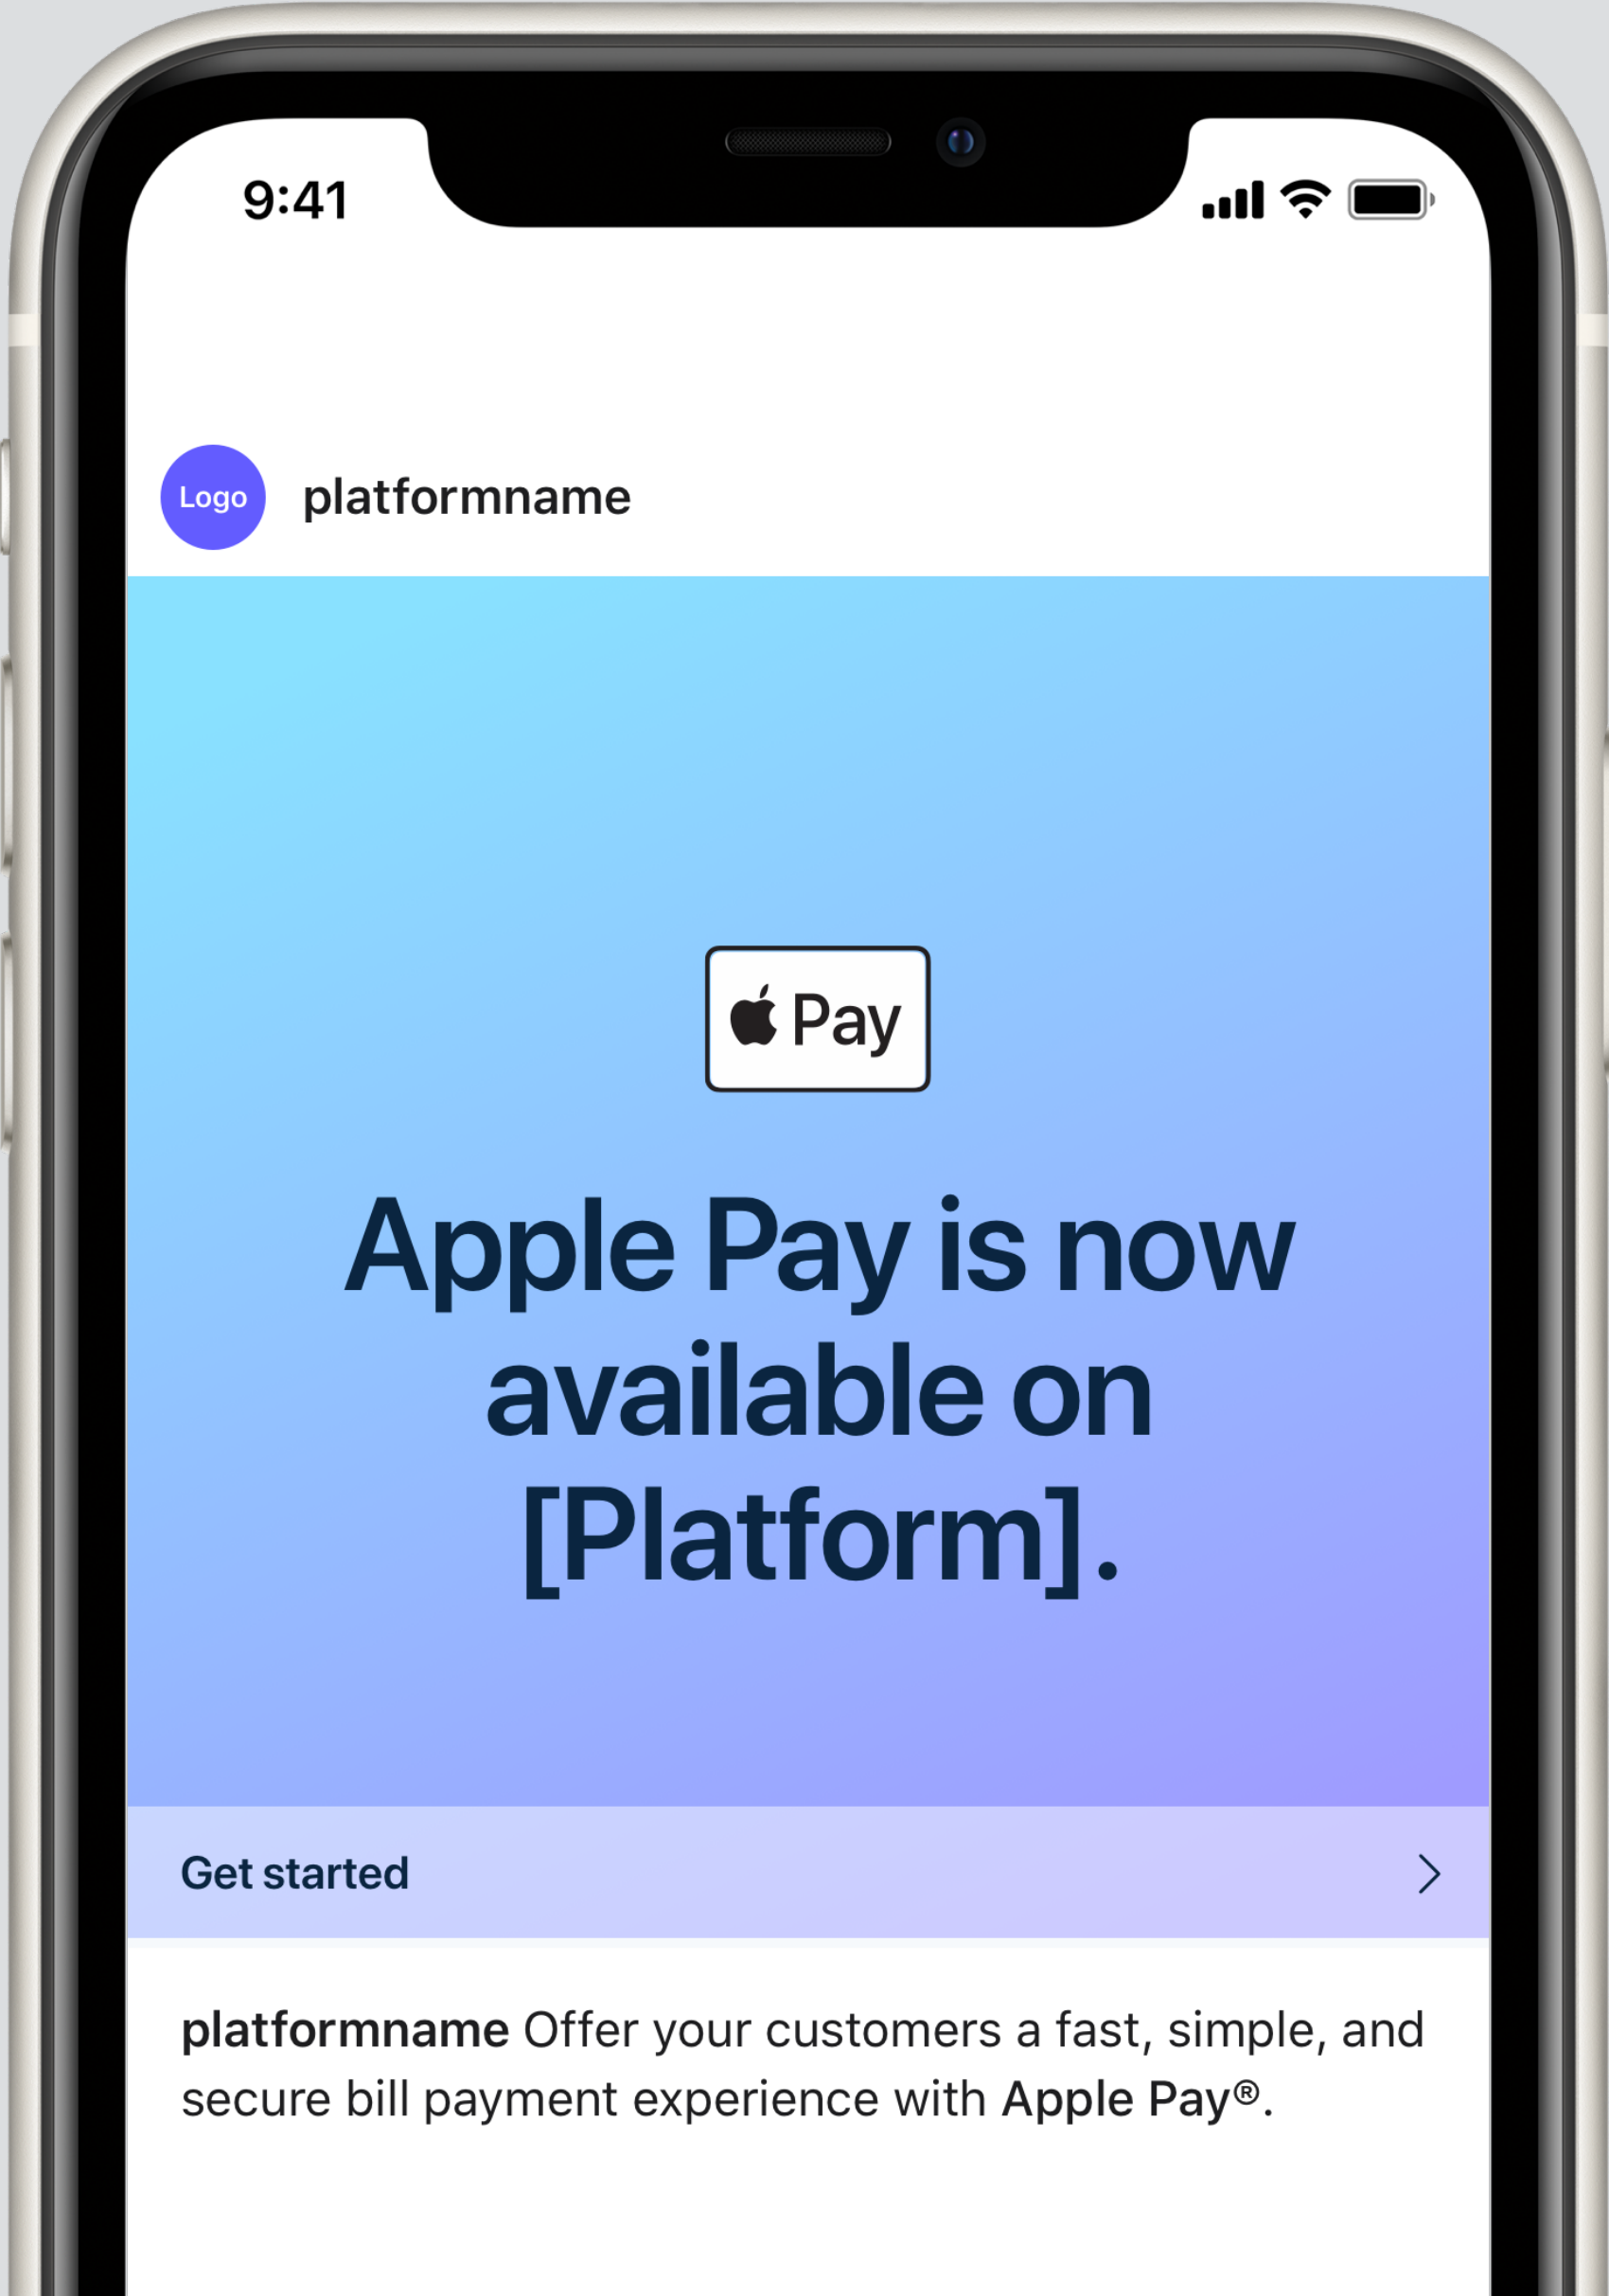 9:41
Logo
platformname
Pay
Apple Pay is now
available on
[Platform].
Get started
platformname Offer your customers a fast, simple, and
secure bill payment experience with Apple Pay®.